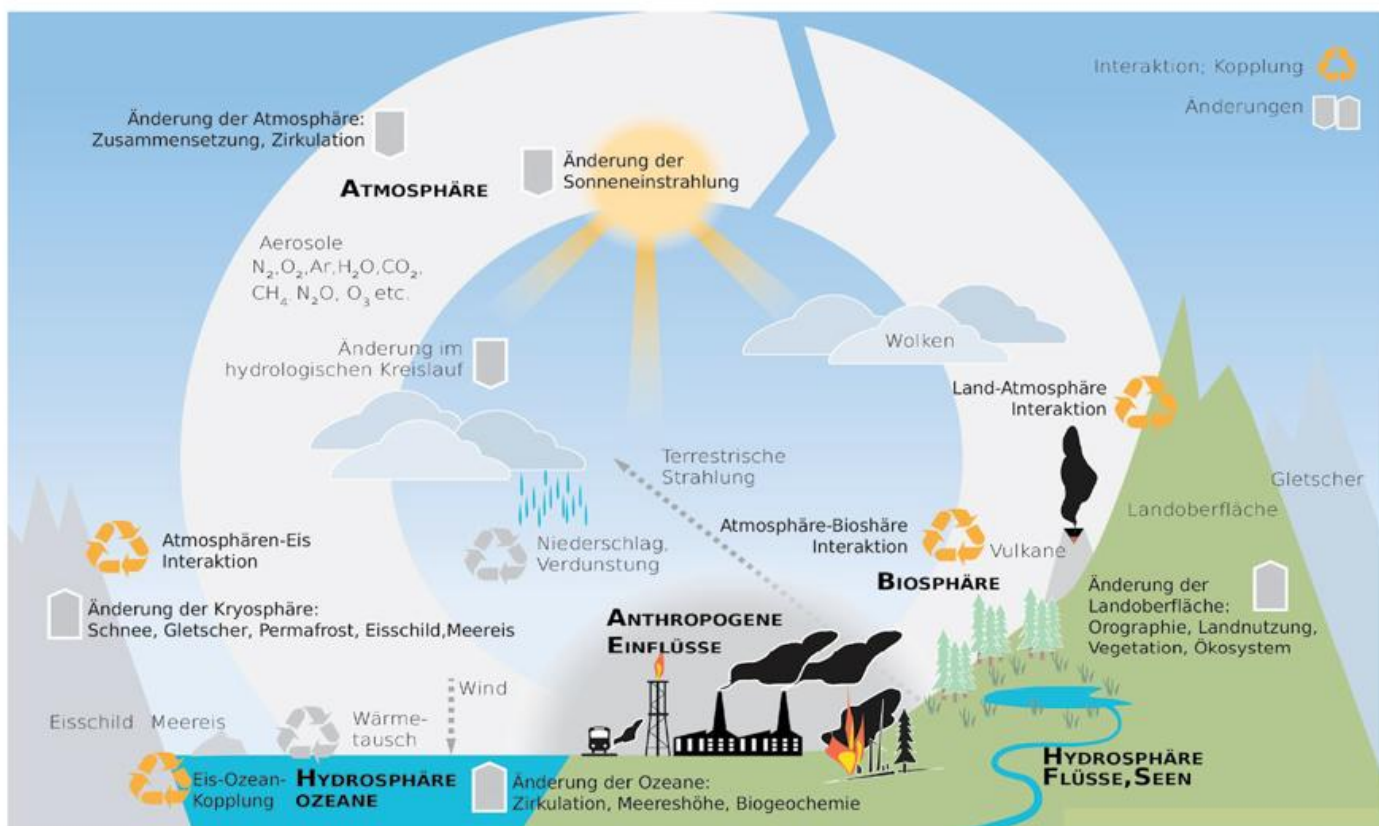 Interaktion; Kopplung
Änderungen
Änderung der Atmosphäre:
Zusammensetzung, Zirkulation
ATMOSPHÄRE
Änderung der
Sonneneinstrahlung
Aerosole
N₂,O₂,Ar,H₂O,CO₂,
CH₄, N₂O, O₃ etc.
Änderung im
hydrologischen Kreislauf
Wolken
Land-Atmosphäre
Interaktion
Terrestrische
Strahlung
Gletscher
Landoberfläche
Atmosphären-Eis
Interaktion
Niederschlag,
Verdunstung
Atmosphäre-Bioshäre
Interaktion
Vulkane
BIOSPHÄRE
Änderung der Kryosphäre:
Schnee, Gletscher, Permafrost, Eisschild,Meereis
ANTHROPOGENE
EINFLÜSSE
Änderung der
Landoberfläche:
Orographie, Landnutzung,
Vegetation, Ökosystem
Wind
Eisschild Meereis
Wärme-
tausch
Eis-Ozean-
Kopplung
HYDROSPHÄRE
OZEANE
Änderung der Ozeane:
Zirkulation, Meereshöhe, Biogeochemie
HYDROSPHÄRE
FLÜSSE,SEEN